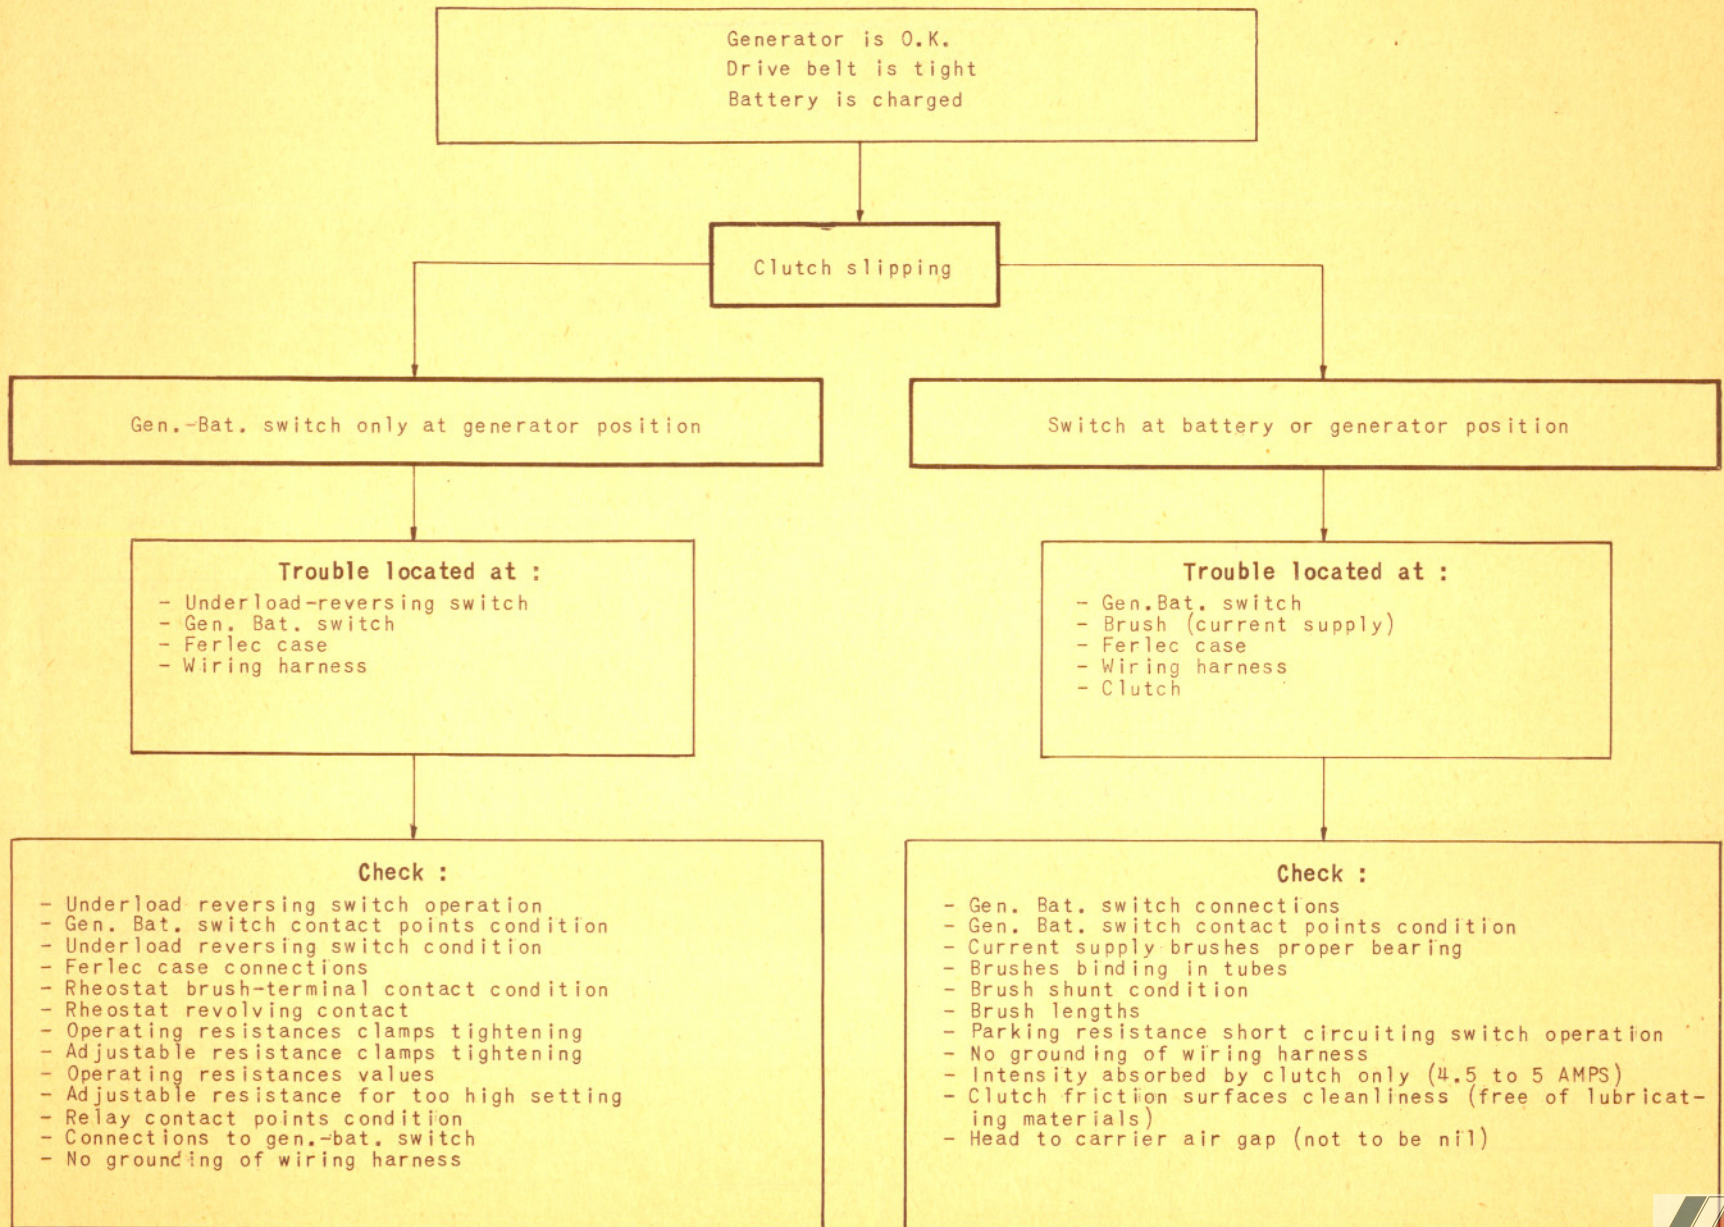 Generator is O.K.
Drive belt is tight
Battery is charged
Clutch slipping
Gen.-Bat. switch only at generator position
Switch at battery or generator position
Trouble located at :
- Underload-reversing switch
- Gen. Bat. switch
- Ferlec case
- Wiring harness
Trouble located at :
- Gen.Bat. switch
- Brush (current supply)
- Ferlec case
- Wiring harness
- Clutch
Check :
- Underload reversing switch operation
- Gen. Bat. switch contact points condition
- Underload reversing switch condition
- Ferlec case connections
- Rheostat brush-terminal contact condition
- Rheostat revolving contact
- Operating resistances clamps tightening
- Adjustable resistance clamps tightening
- Operating resistances values
- Adjustable resistance for too high setting
- Relay contact points condition
- Connections to gen.-bat. switch
- No grounding of wiring harness
Check :
- Gen. Bat. switch connections
- Gen. Bat. switch contact points condition
- Current supply brushes proper bearing
- Brushes binding in tubes
- Brush shunt condition
- Brush lengths
- Parking resistance short circuiting switch operation
- No grounding of wiring harness
- Intensity absorbed by clutch only (4.5 to 5 AMPS)
- Clutch friction surfaces cleanliness (free of lubricat-
ing materials)
- Head to carrier air gap (not to be nil)